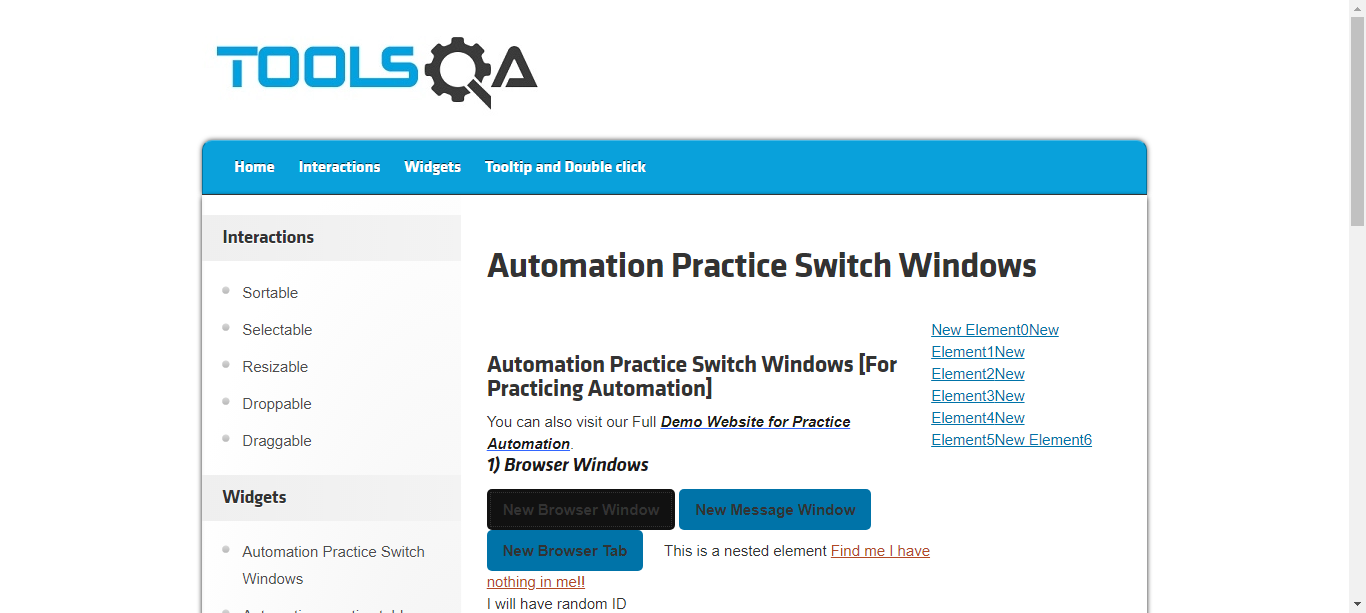 TOOLSQA
Home Interactions Widgets Tooltip and Double click
Interactions
Sortable
Selectable
Resizable
Droppable
Draggable
Widgets
Automation Practice Switch
Windows
Automation Practice Switch Windows
Automation Practice Switch Windows [For
Practicing Automation]
You can also visit our Full Demo Website for Practice
Automation.
1) Browser Windows
New Browser Window New Message Window
New Browser Tab This is a nested element Find me I have
nothing in me!!
I will have random ID
New Element0New
Element1New
Element2New
Element3New
Element4New
Element5New Element6